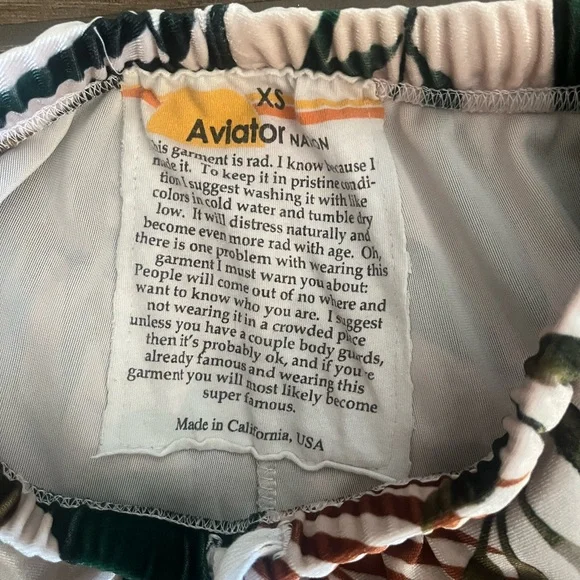 XS
Aviator NATION
his garment is rad. I know because I
made it. To keep it in pristine condi-
tion I suggest washing it with like
colors in cold water and tumble dry
low. It will distress naturally and
become even more rad with age. Oh,
there is one problem with wearing this
garment I must warn you about:
People will come out of no where and
want to know who you are. I suggest
not wearing it in a crowded place
unless you have a couple body guards,
then it's probably ok, and if you're
already famous and wearing this
garment you will most likely become
super famous.
Made in California, USA